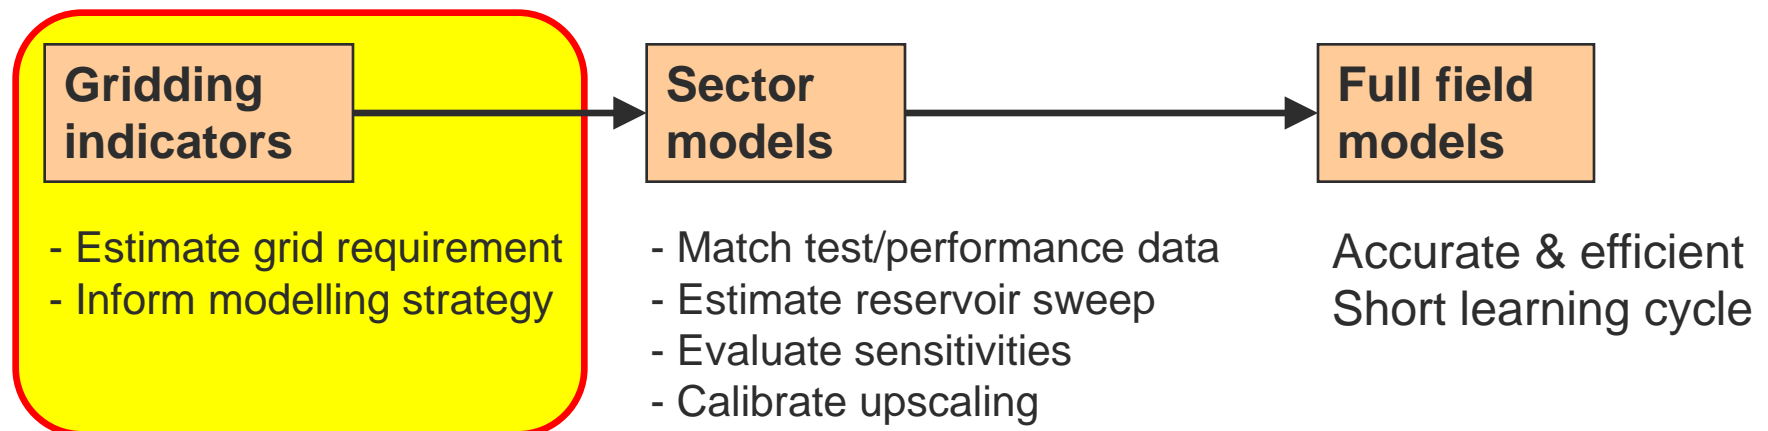 Gridding
indicators
- Estimate grid requirement
- Inform modelling strategy
Sector
models
- Match test/performance data
- Estimate reservoir sweep
- Evaluate sensitivities
- Calibrate upscaling
Full field
models
Accurate & efficient
Short learning cycle